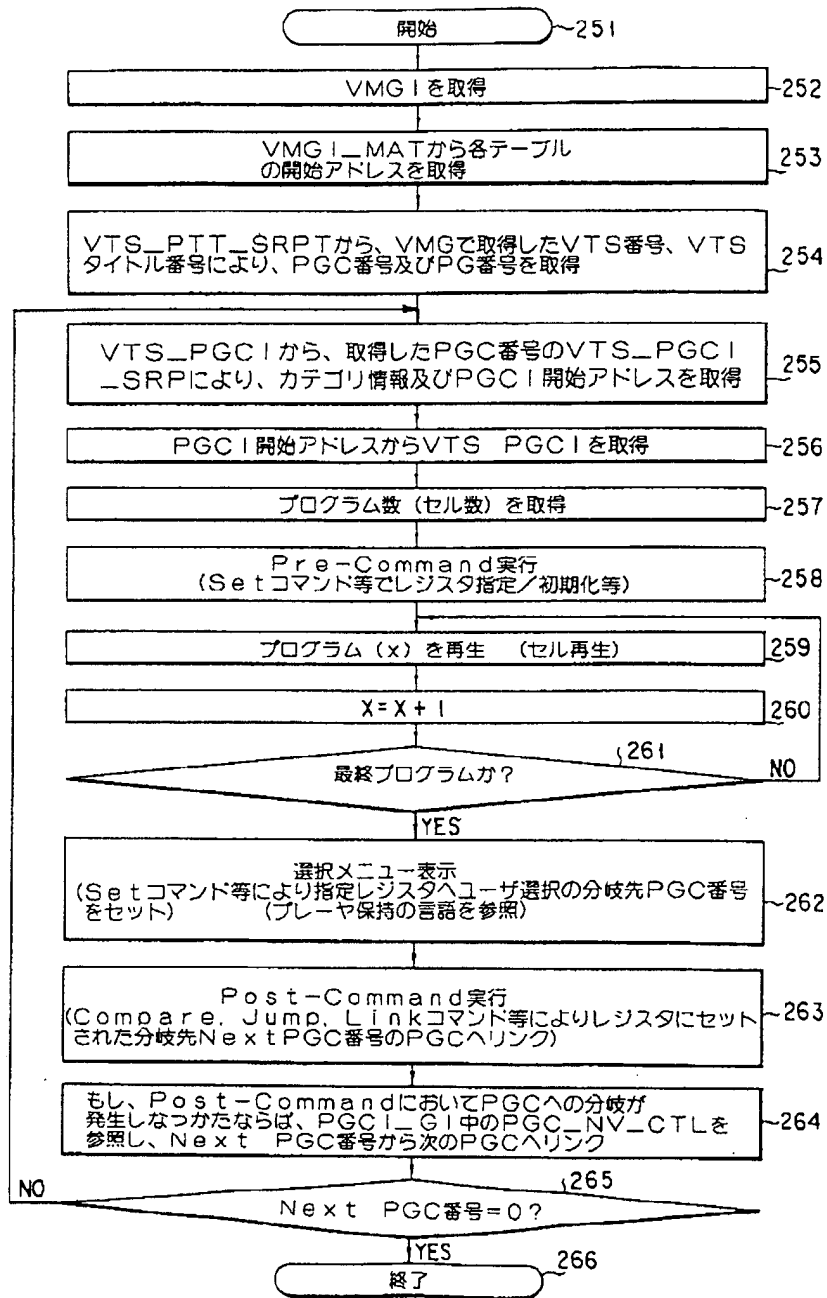 開始
251
VMGIを取得
252
VMGI_MATから各テーブル
の開始アドレスを取得
253
VTS_PTT_SRPTから、VMGで取得したVTS番号、VTS
タイトル番号により、PGC番号及びPG番号を取得
254
VTS_PGCIから、取得したPGC番号のVTS_PGCI
_SRPにより、カテゴリ情報及びPGCI開始アドレスを取得
255
PGCI開始アドレスからVTS PGCIを取得
256
プログラム数（セル数）を取得
257
Pre-Command実行
（Setコマンド等でレジスタ指定／初期化等）
258
プログラム（x）を再生 （セル再生）
259
X=X+1
260
261
最終プログラムか？
NO
YES
選択メニュー表示
（Setコマンド等により指定レジスタへユーザ選択の分岐先PGC番号
をセット） （プレーヤ保持の言語を参照）
262
Post-Command実行
（Compare，Jump，Linkコマンド等によりレジスタにセット
された分岐先NextPGC番号のPGCへリンク）
263
もし、Post-CommandにおいてPGCへの分岐が
発生しなつかたならば、PGCI_GI中のPGC_NV_CTLを
参照し、Next PGC番号から次のPGCへリンク
264
265
NO
Next PGC番号=0？
YES
終了
266